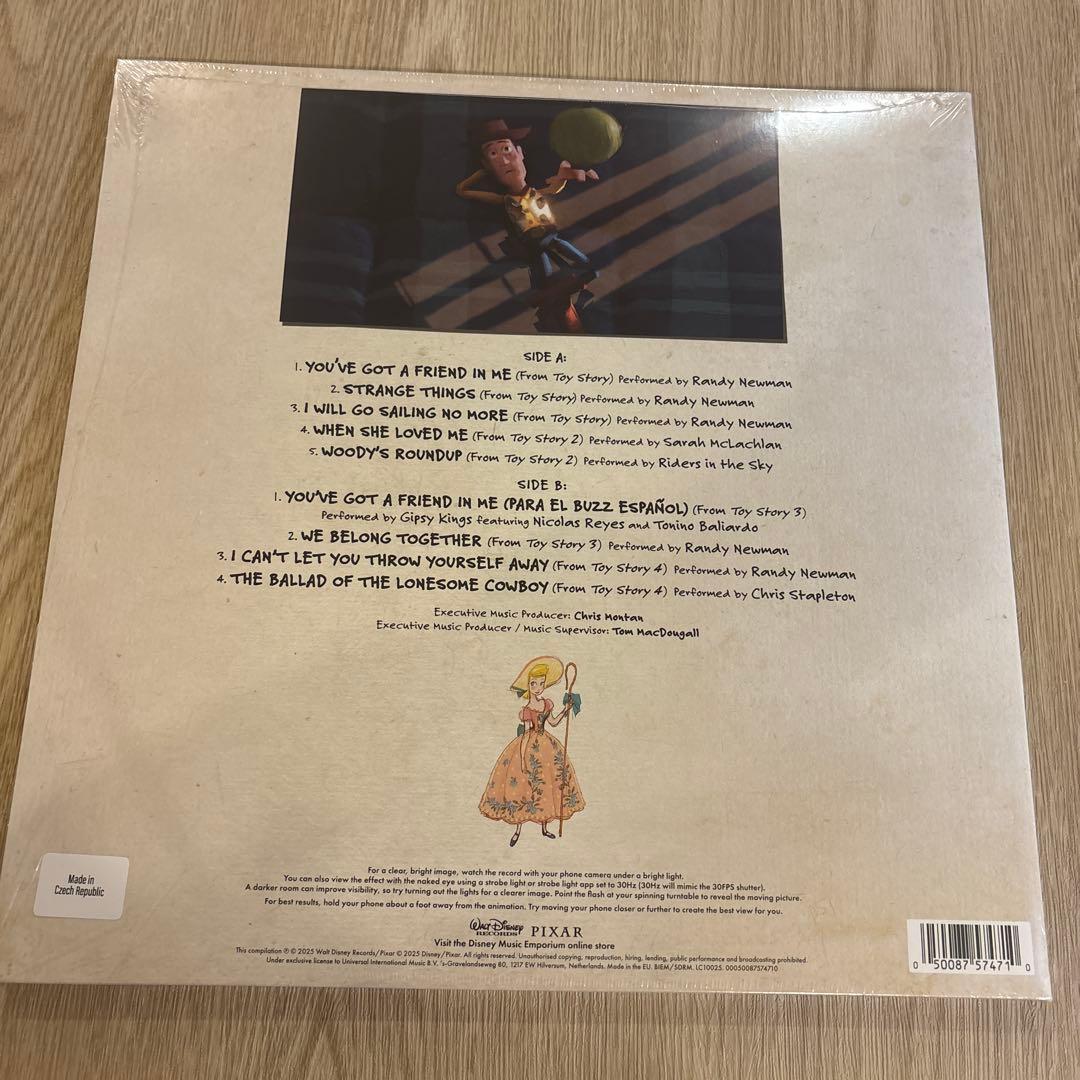 SIDE A:
1. YOU'VE GOT A FRIEND IN ME (From Toy Story) Performed by Randy Newman
2. STRANGE THINGS (From Toy Story) Performed by Randy Newman
3. I WILL GO SAILING NO MORE (From Toy Story) Performed by Randy Newman
4. WHEN SHE LOVED ME (From Toy Story 2) Performed by Sarah McLachlan
5. WOODY'S ROUNDUP (From Toy Story 2) Performed by Riders in the Sky
SIDE B:
1. YOU'VE GOT A FRIEND IN ME (PARA EL BUZZ ESPAÑOL) (From Toy Story 3)
Performed by Gipsy Kings featuring Nicolas Reyes and Tonino Baliardo
2. WE BELONG TOGETHER (From Toy Story 3) Performed by Randy Newman
3. I CAN'T LET YOU THROW YOURSELF AWAY (From Toy Story 4) Performed by Randy Newman
4. THE BALLAD OF THE LONESOME COWBOY (From Toy Story 4) Performed by Chris Stapleton
Executive Music Producer: Chris Montan
Executive Music Producer / Music Supervisor: Tom MacDougall
Made in
Czech Republic
For a clear, bright image, watch the record with your phone camera under a bright light.
You can also view the effect with the naked eye using a strobe light or strobe light app set to 30Hz (30Hz will mimic the 30FPS shutter).
A darker room can improve visibility, so try turning out the lights for a clearer image. Point the flash at your spinning turntable to reveal the moving picture.
For best results, hold your phone about a foot away from the animation. Try moving your phone closer or further to create the best view for you.
Walt Disney RECORDS PIXAR
Visit the Disney Music Emporium online store
This compilation ℗ © 2025 Walt Disney Records/Pixar © 2025 Disney/Pixar. All rights reserved. Unauthorised copying, reproduction, hiring, lending, public performance and broadcasting prohibited.
Under exclusive license to Universal International Music B.V. 's-Gravelandseweg 80, 1217 EW Hilversum, Netherlands. Made in the EU. BIEM/SDRM. LC10025. 00050087574710
0 50087 57471 0